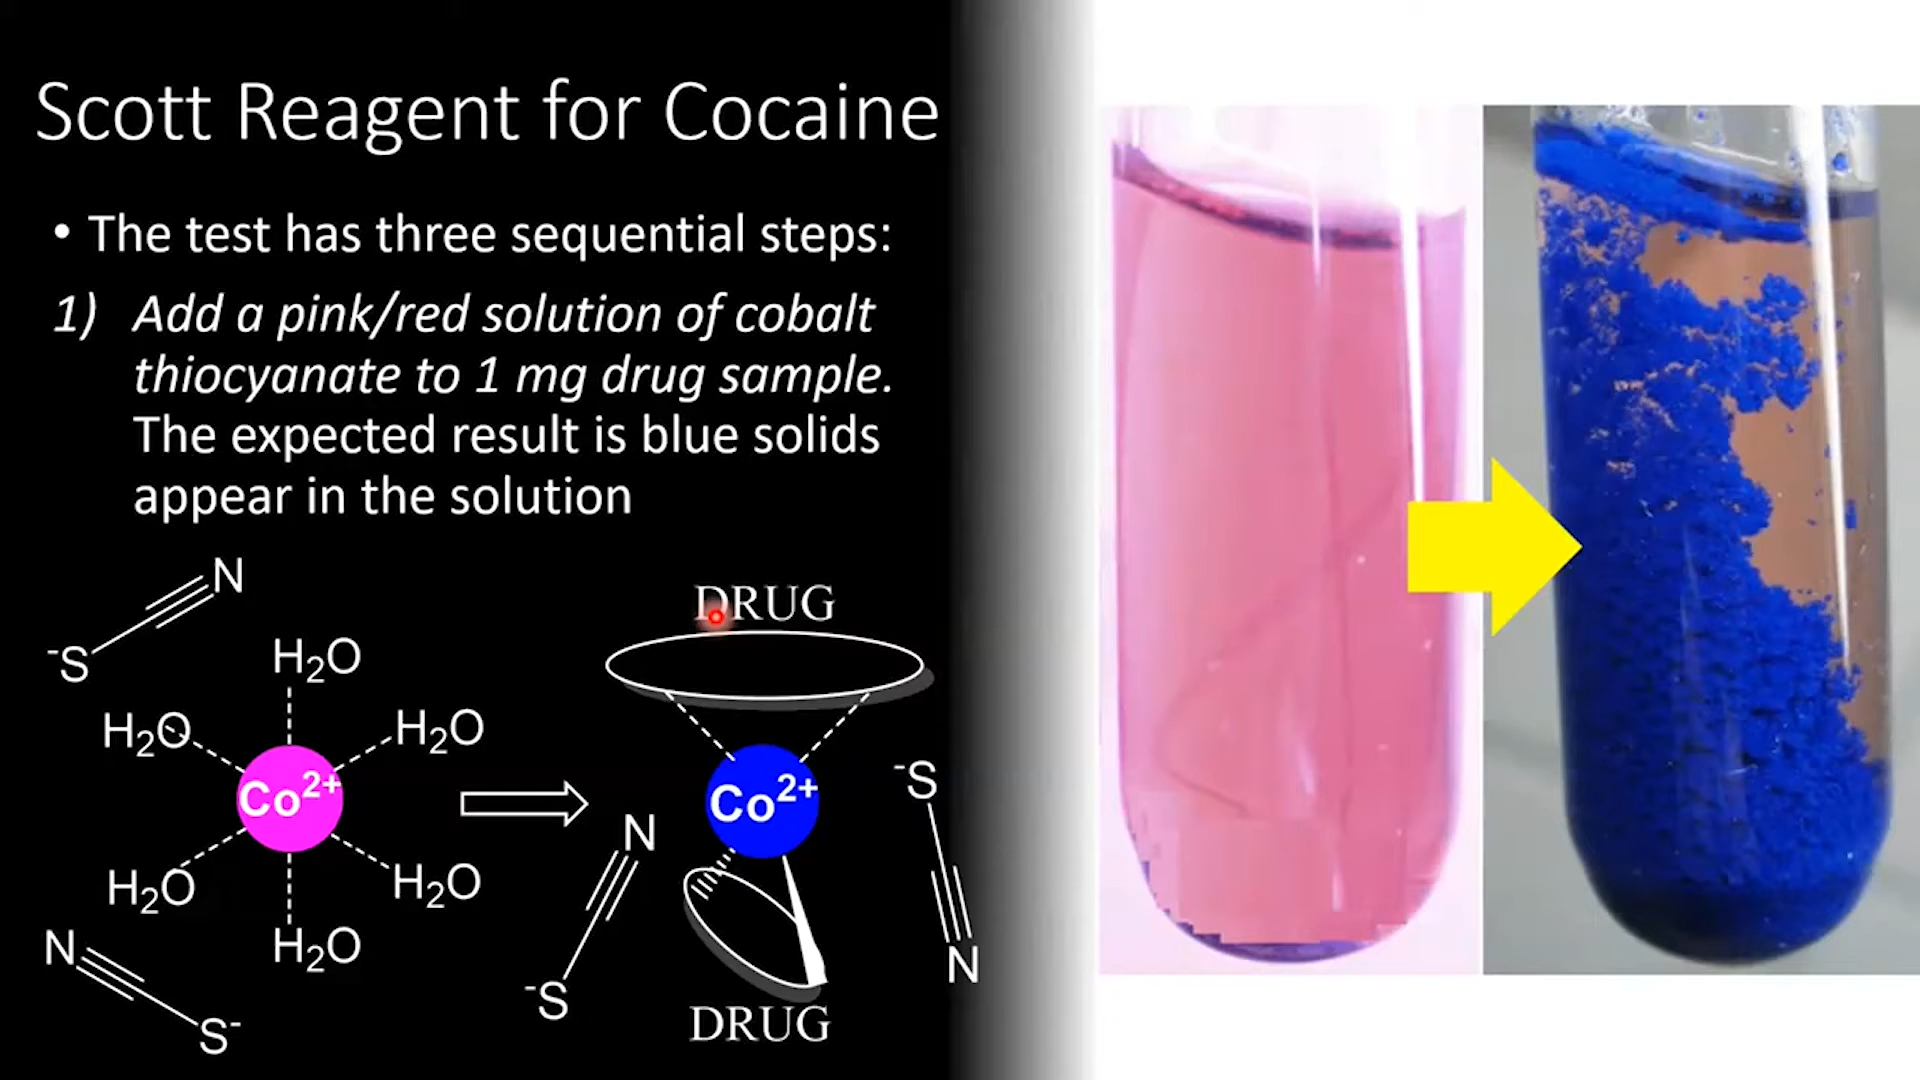 Scott Reagent for Cocaine
• The test has three sequential steps:
1) Add a pink/red solution of cobalt
thiocyanate to 1 mg drug sample.
The expected result is blue solids
appear in the solution
N
⁻S
H₂O
H₂O
H₂O
Co²⁺
H₂O
H₂O
H₂O
N
S⁻
DRUG
Co²⁺
N
⁻S
⁻S
N
DRUG